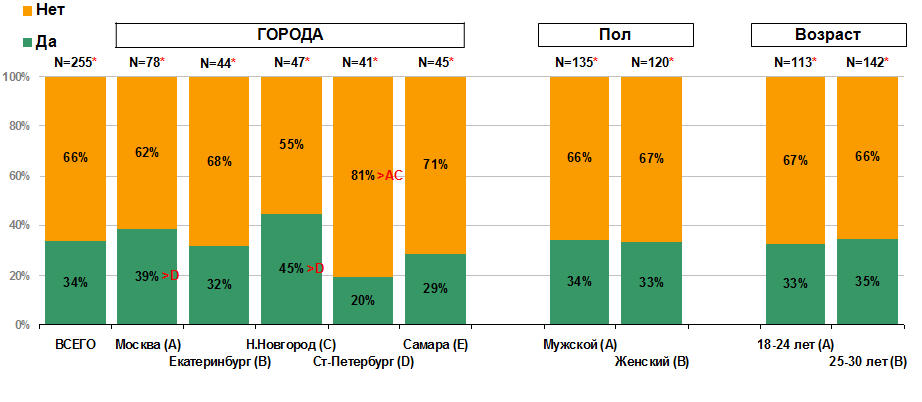 Нет
Да
ГОРОДА
Пол
Возраст
N=255* N=78* N=44* N=47* N=41* N=45* N=135* N=120* N=113* N=142*
100%
80%
60%
40%
20%
0%
66% 62% 68% 55% 81% >AC 71% 66% 67% 67% 66%
34% 39% >D 32% 45% >D 20% 29% 34% 33% 33% 35%
ВСЕГО Москва (A) Н.Новгород (C) Самара (E) Мужской (A) 18-24 лет (A)
Екатеринбург (B) Ст-Петербург (D) Женский (B) 25-30 лет (B)